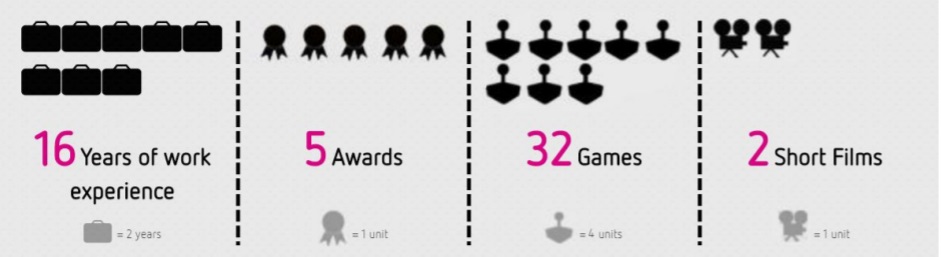 16 Years of work
experience
= 2 years
5 Awards
= 1 unit
32 Games
= 4 units
2 Short Films
= 1 unit